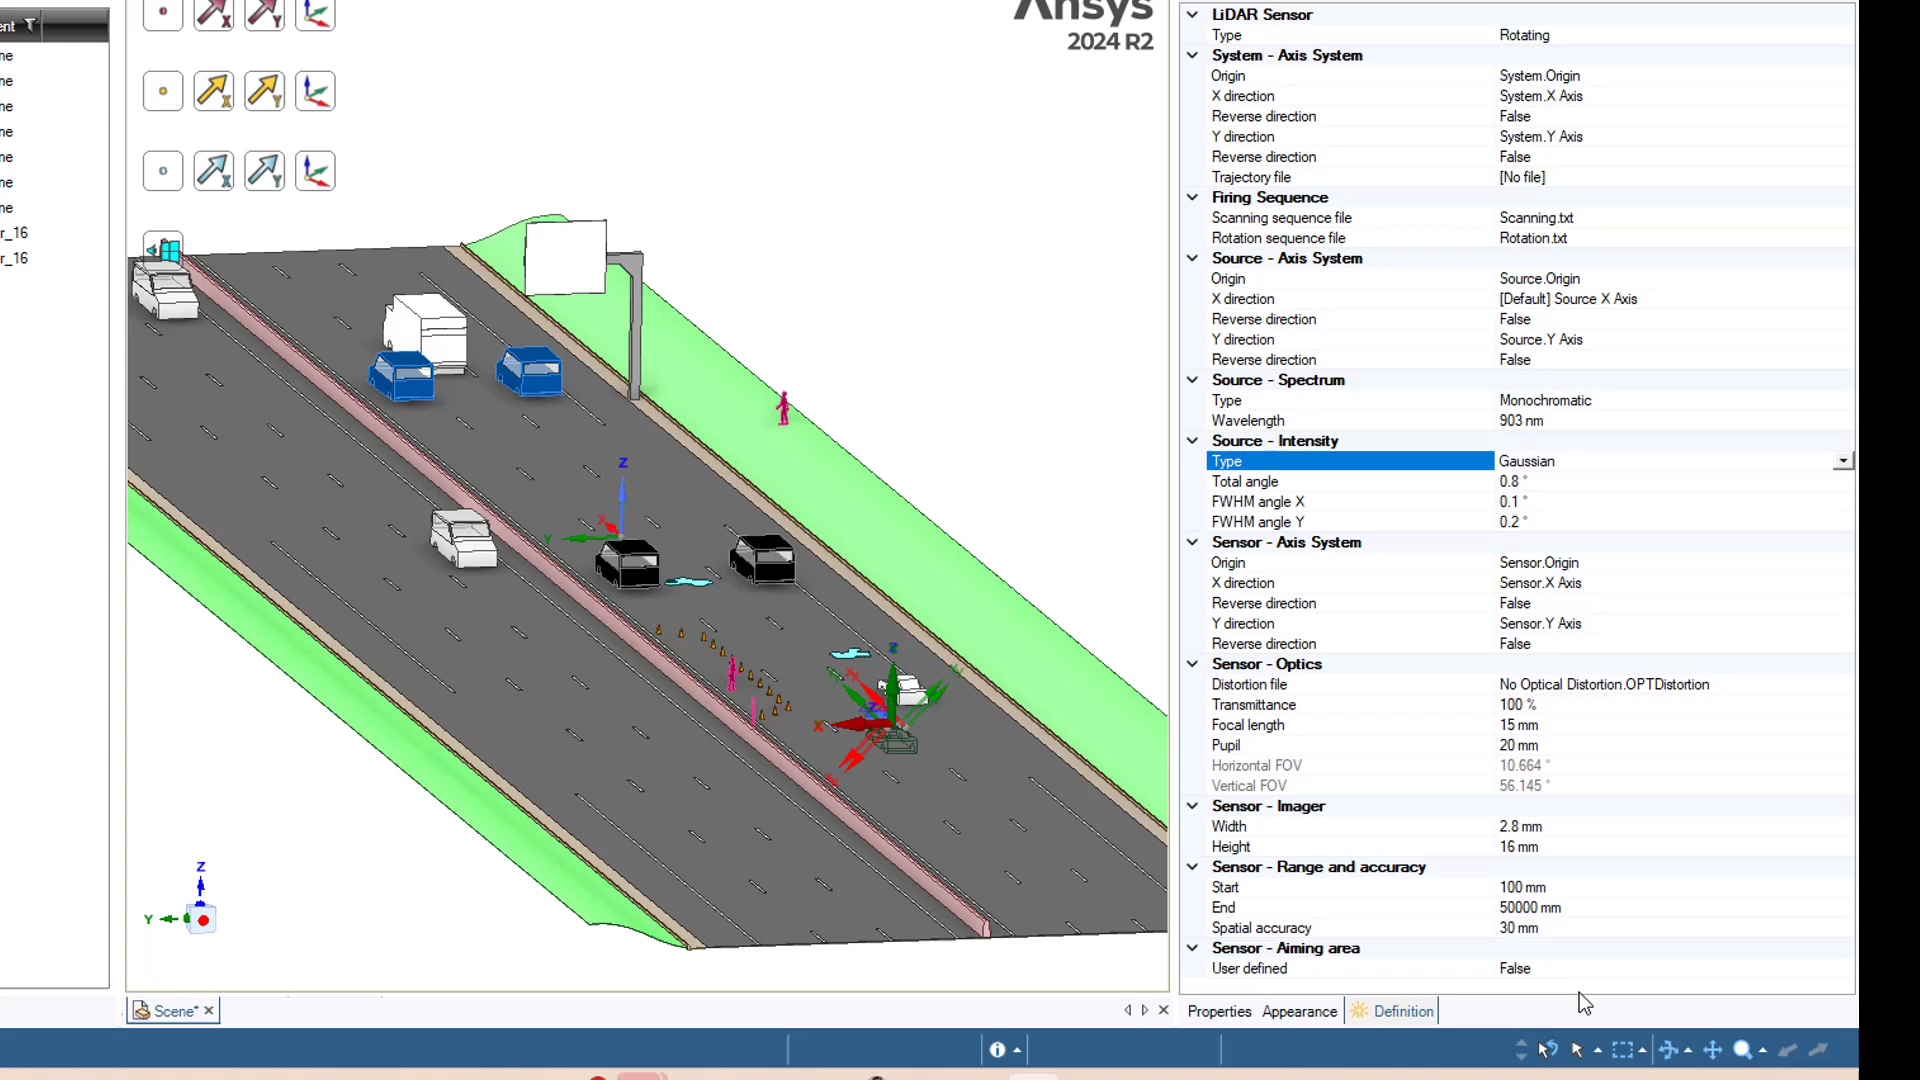 ent
ne
ne
ne
ne
ne
ne
ne
r_16
r_16
Ansys
2024 R2
X
Y
X
Y
X
Y
Z
X
Y
Z
Z
X
Z
Y
Scene*
LiDAR Sensor
Type Rotating
System - Axis System
Origin System.Origin
X direction System.X Axis
Reverse direction False
Y direction System.Y Axis
Reverse direction False
Trajectory file [No file]
Firing Sequence
Scanning sequence file Scanning.txt
Rotation sequence file Rotation.txt
Source - Axis System
Origin Source.Origin
X direction [Default] Source X Axis
Reverse direction False
Y direction Source.Y Axis
Reverse direction False
Source - Spectrum
Type Monochromatic
Wavelength 903 nm
Source - Intensity
Type Gaussian
Total angle 0.8 °
FWHM angle X 0.1 °
FWHM angle Y 0.2 °
Sensor - Axis System
Origin Sensor.Origin
X direction Sensor.X Axis
Reverse direction False
Y direction Sensor.Y Axis
Reverse direction False
Sensor - Optics
Distortion file No Optical Distortion.OPTDistortion
Transmittance 100 %
Focal length 15 mm
Pupil 20 mm
Horizontal FOV 10.664 °
Vertical FOV 56.145 °
Sensor - Imager
Width 2.8 mm
Height 16 mm
Sensor - Range and accuracy
Start 100 mm
End 50000 mm
Spatial accuracy 30 mm
Sensor - Aiming area
User defined False
Properties Appearance Definition